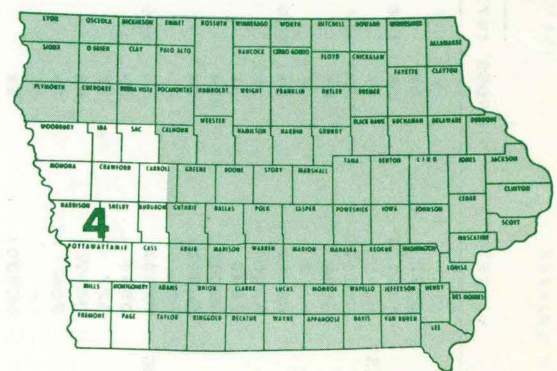 LYON OSCEOLA DICKINSON EMMET KOSSUTH WINNEBAGO WORTH MITCHELL HOWARD WINNESHIEK ALLAMAKEE
SIOUX O BRIEN CLAY PALO ALTO HANCOCK CERRO GORDO FLOYD CHICKASAW
FAYETTE CLAYTON
PLYMOUTH CHEROKEE BUENA VISTA POCAHONTAS HUMBOLDT WRIGHT FRANKLIN BUTLER BREMER
WOODBURY IDA SAC CALHOUN WEBSTER HAMILTON HARDIN GRUNDY BLACK HAWK BUCHANAN DELAWARE DUBUQUE
MONONA CRAWFORD CARROLL GREENE BOONE STORY MARSHALL TAMA BENTON LINN JONES JACKSON
CLINTON
CEDAR
HARRISON SHELBY AUDUBON GUTHRIE DALLAS POLK JASPER POWESHIEK IOWA JOHNSON SCOTT
4
MUSCATINE
POTTAWATTAMIE CASS ADAIR MADISON WARREN MARION MAHASKA KEOKUK WASHINGTON
LOUISA
MILLS MONTGOMERY ADAMS UNION CLARKE LUCAS MONROE WAPELLO JEFFERSON HENRY
DES MOINES
FREMONT PAGE TAYLOR RINGGOLD DECATUR WAYNE APPANOOSE DAVIS VAN BUREN
LEE